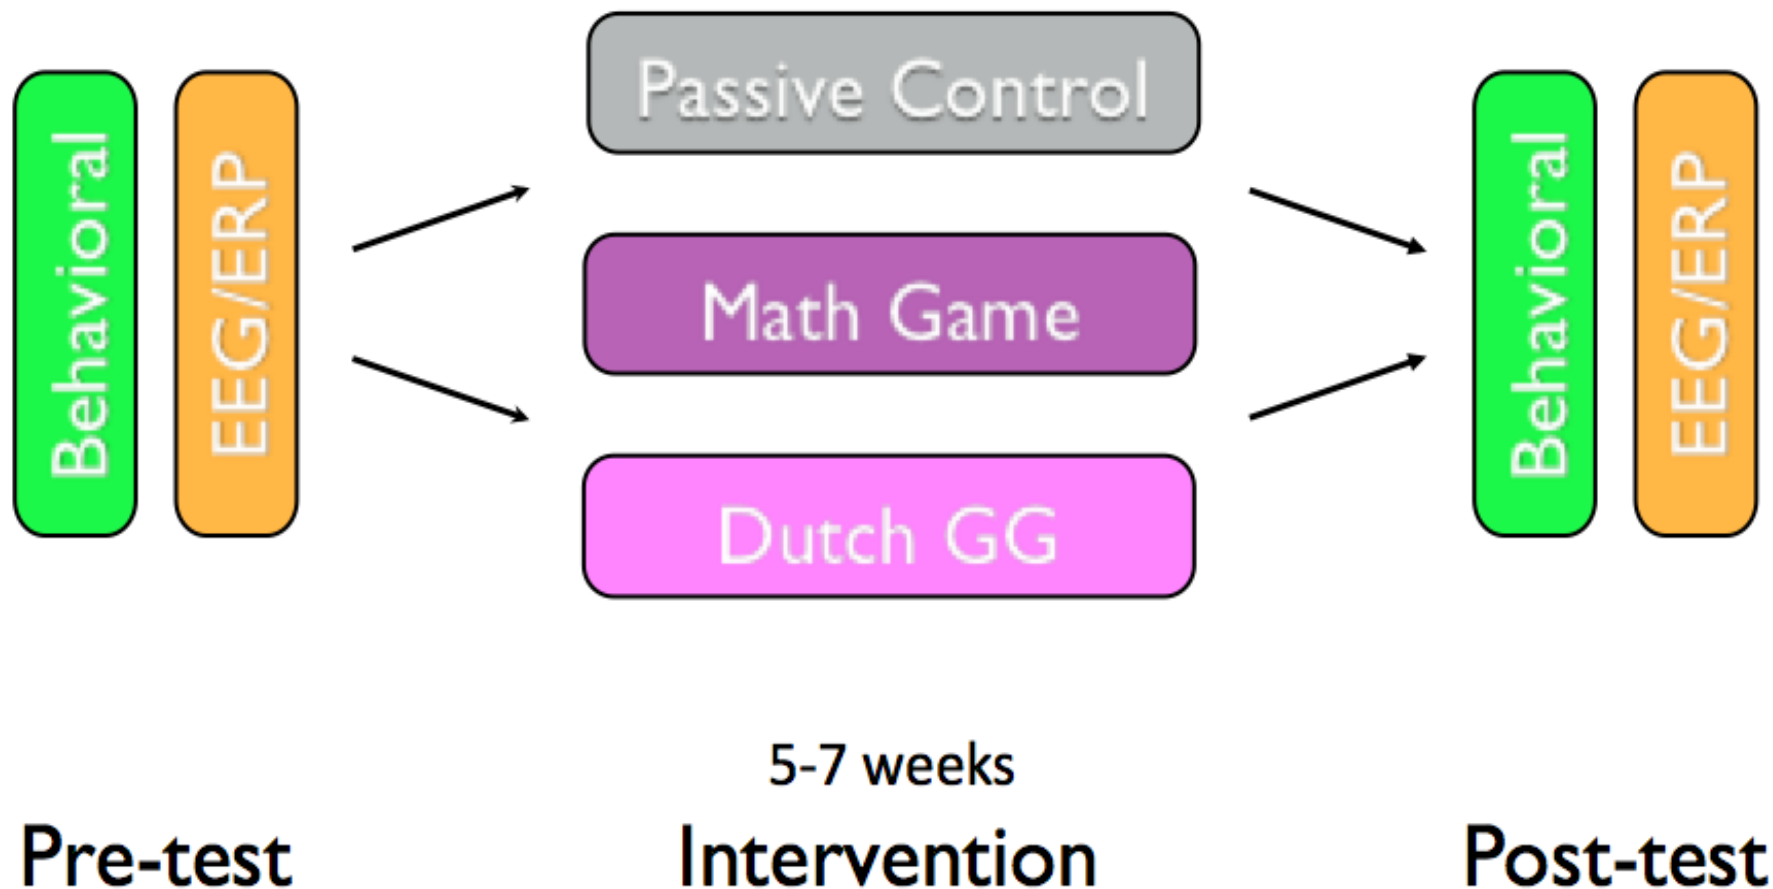 Behavioral
EEG/ERP
Passive Control
Math Game
Dutch GG
Behavioral
EEG/ERP
5-7 weeks
Pre-test
Intervention
Post-test